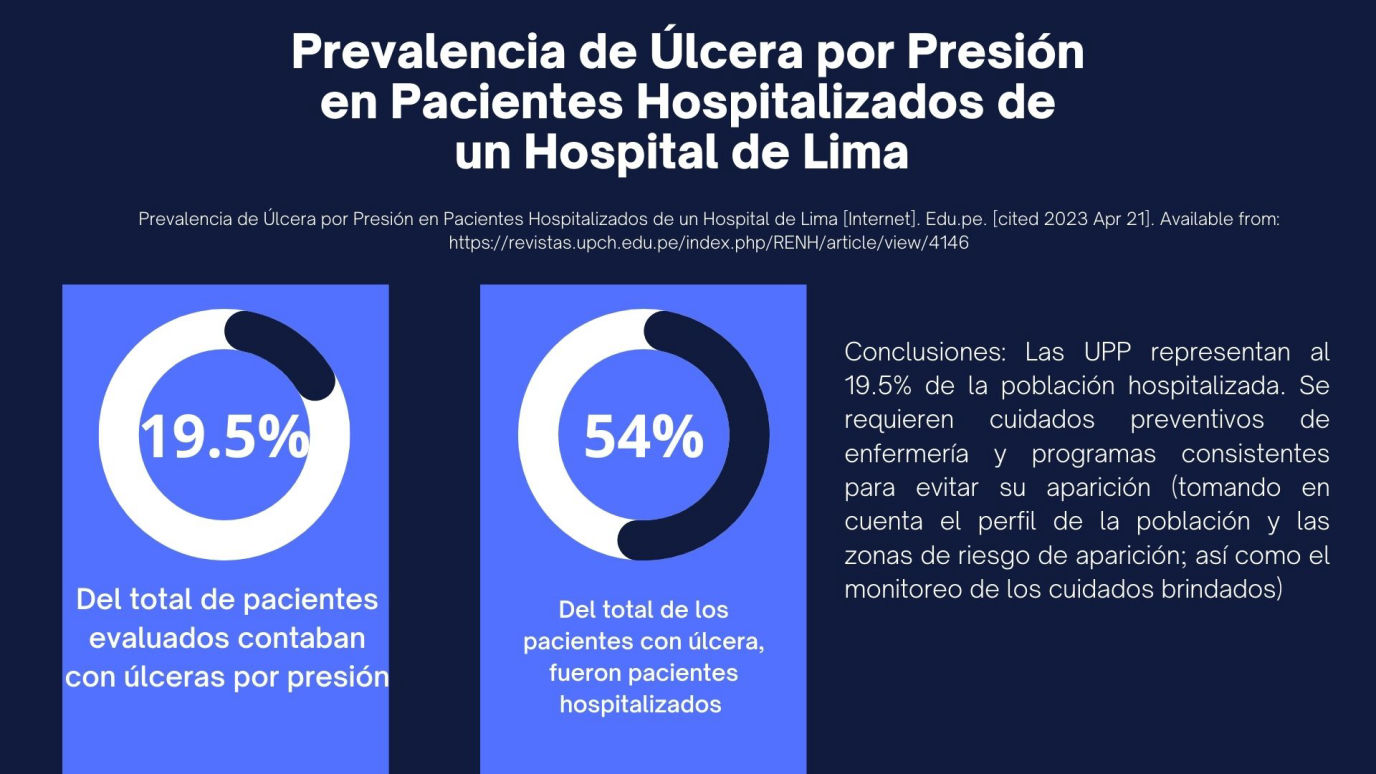 Prevalencia de Úlcera por Presión
en Pacientes Hospitalizados de
un Hospital de Lima
Prevalencia de Úlcera por Presión en Pacientes Hospitalizados de un Hospital de Lima [Internet]. Edu.pe. [cited 2023 Apr 21]. Available from:
https://revistas.upch.edu.pe/index.php/RENH/article/view/4146
19.5%
Del total de pacientes
evaluados contaban
con úlceras por presión
54%
Del total de los
pacientes con úlcera,
fueron pacientes
hospitalizados
Conclusiones: Las UPP representan al
19.5% de la población hospitalizada. Se
requieren cuidados preventivos de
enfermería y programas consistentes
para evitar su aparición (tomando en
cuenta el perfil de la población y las
zonas de riesgo de aparición; así como el
monitoreo de los cuidados brindados)